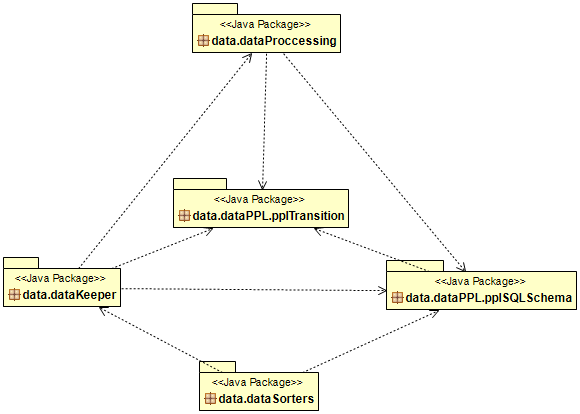 <<Java Package>>
data.dataProccessing
<<Java Package>>
data.dataPPL.pplTransition
<<Java Package>>
data.dataKeeper
<<Java Package>>
data.dataPPL.pplSQLSchema
<<Java Package>>
data.dataSorters